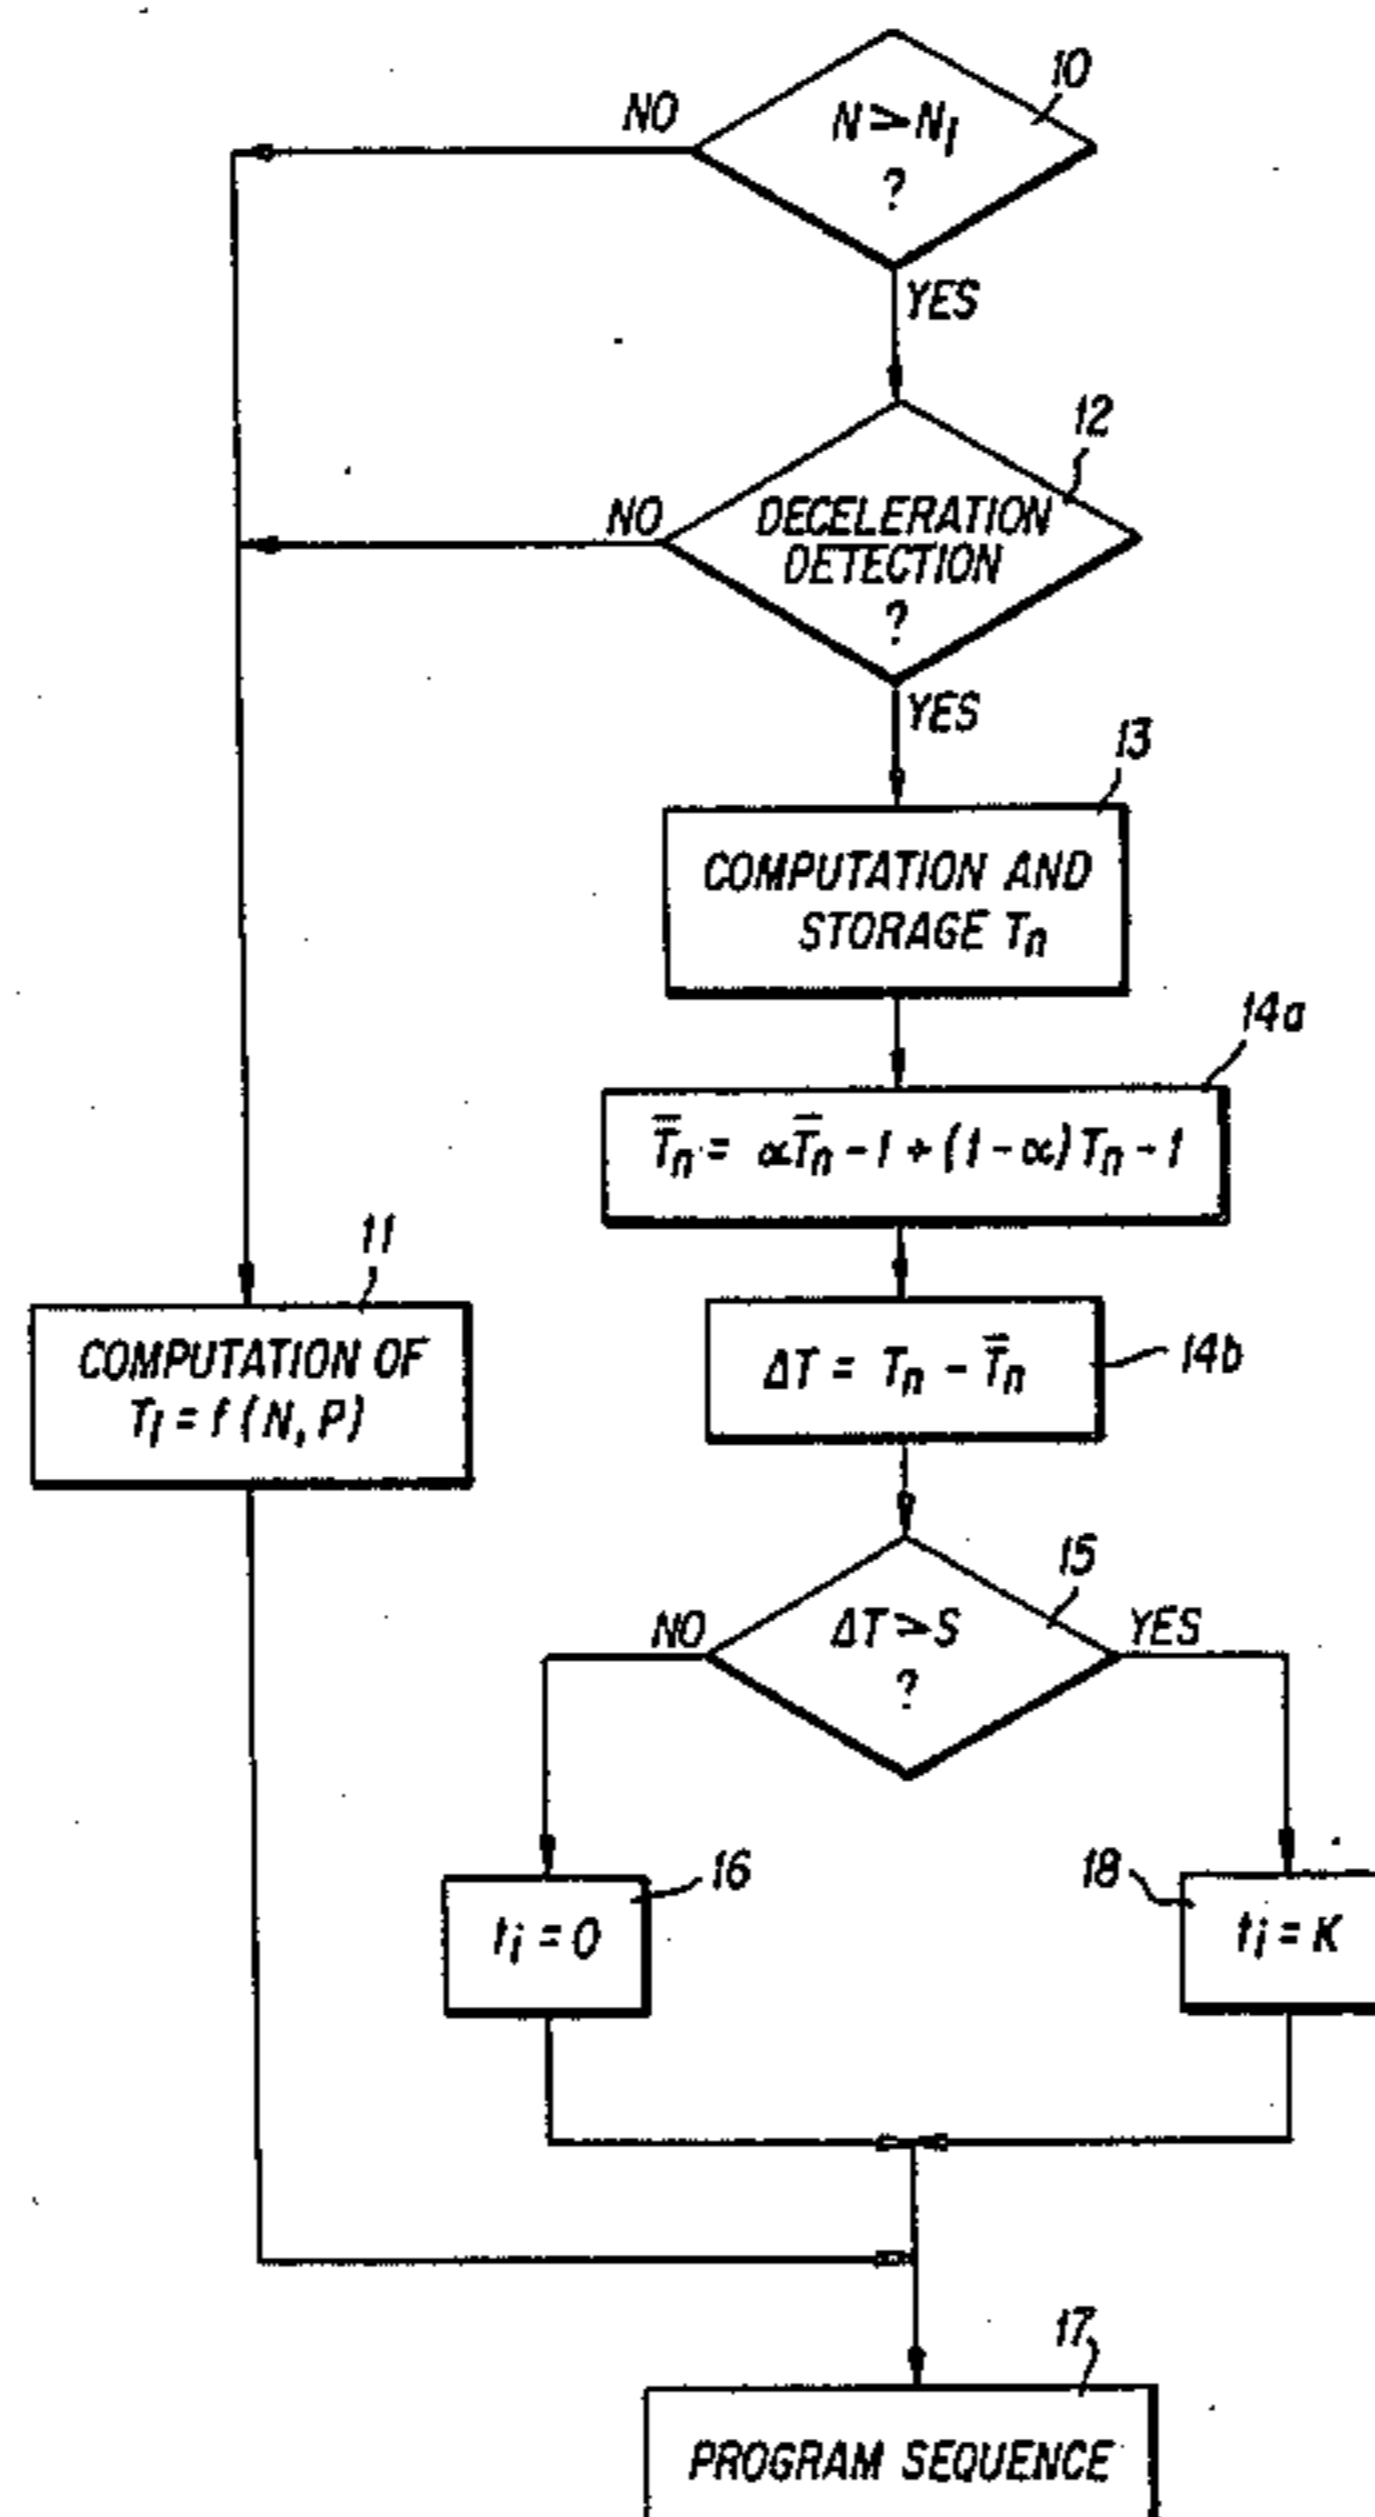 10
NO
N > N1
?
YES
12
NO
DECELERATION
DETECTION
?
YES
13
COMPUTATION AND
STORAGE Tn
14a
T̅n = αT̅n - 1 + (1 - α) Tn - 1
11
COMPUTATION OF
T1 = f (N, P)
ΔT = Tn - T̅n
14b
15
NO
ΔT > S
YES
?
16
ti = 0
18
ti = K
17
PROGRAM SEQUENCE